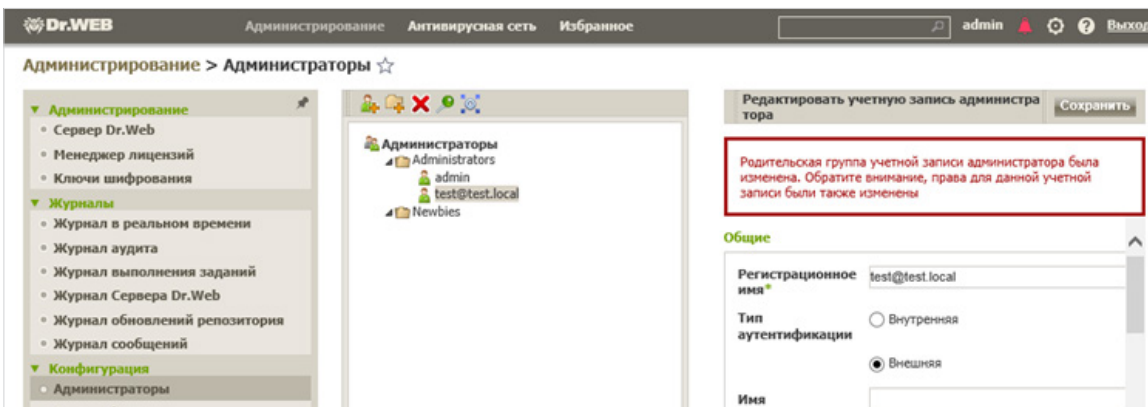 Dr.WEB
Администрирование Антивирусная сеть Избранное
admin
Выход
Администрирование > Администраторы
Администрирование
Сервер Dr.Web
Менеджер лицензий
Ключи шифрования
Журналы
Журнал в реальном времени
Журнал аудита
Журнал выполнения заданий
Журнал Сервера Dr.Web
Журнал обновлений репозитория
Журнал сообщений
Конфигурация
Администраторы
Администраторы
Administrators
admin
test@test.local
Newbies
Редактировать учетную запись администра
тора
Сохранить
Родительская группа учетной записи администратора была
изменена. Обратите внимание, права для данной учетной
записи были также изменены
Общие
Регистрационное
имя*
test@test.local
Тип
аутентификации
Внутренняя
Внешняя
Имя